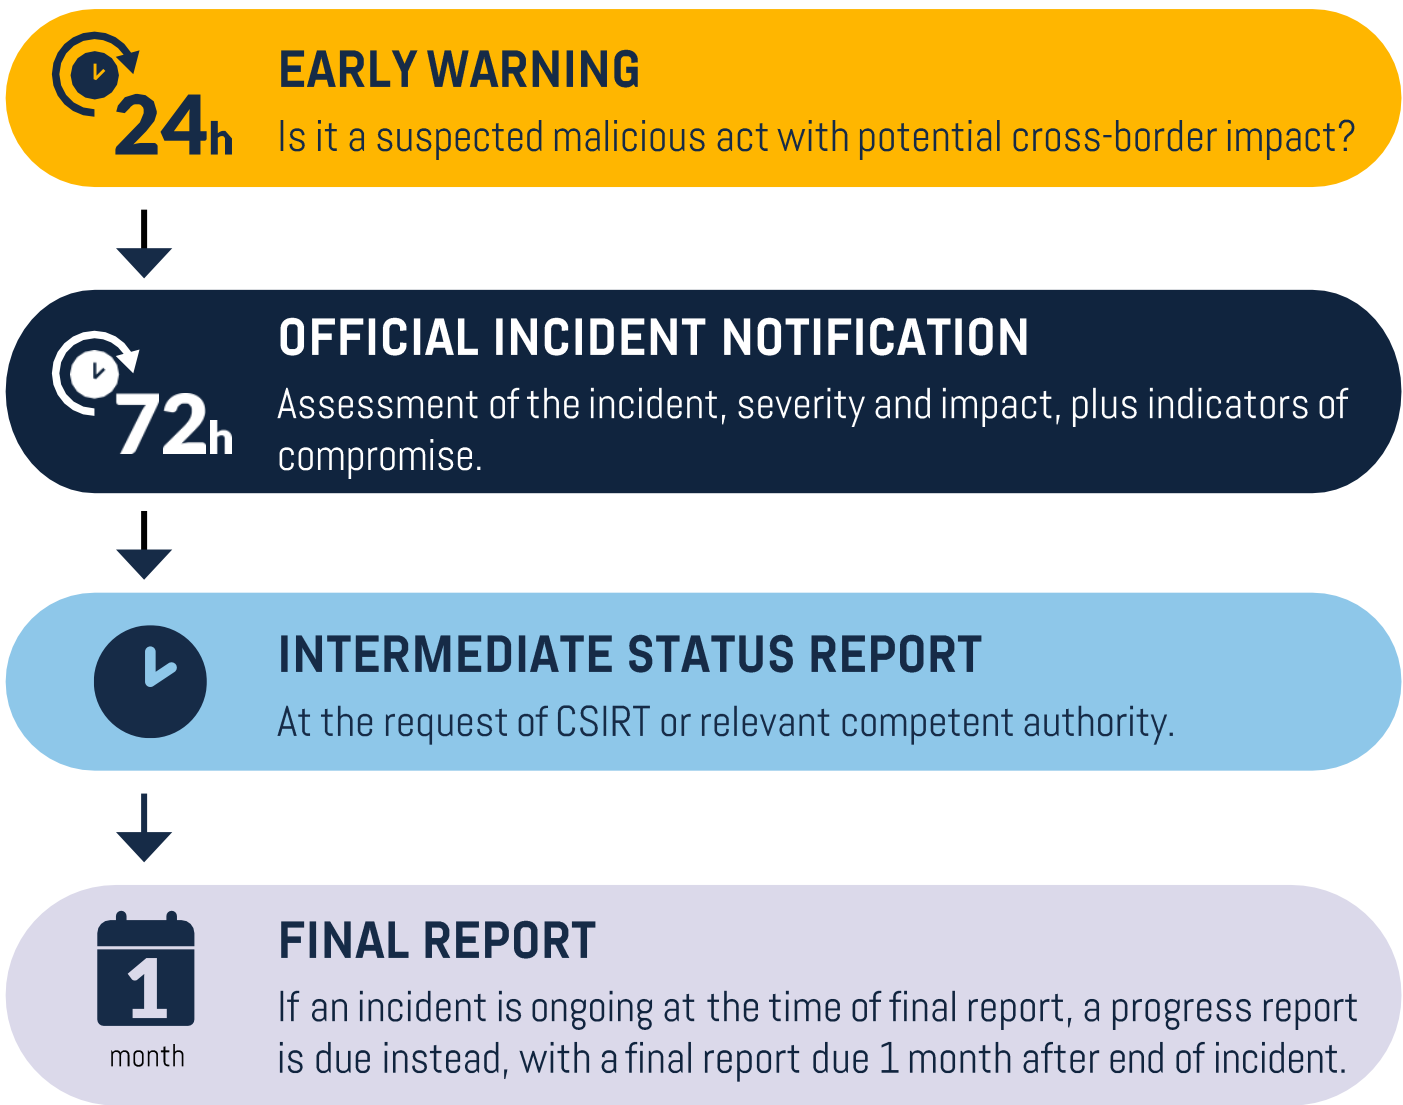 24h
EARLY WARNING
Is it a suspected malicious act with potential cross-border impact?
72h
OFFICIAL INCIDENT NOTIFICATION
Assessment of the incident, severity and impact, plus indicators of
compromise.
INTERMEDIATE STATUS REPORT
At the request of CSIRT or relevant competent authority.
1
month
FINAL REPORT
If an incident is ongoing at the time of final report, a progress report
is due instead, with a final report due 1 month after end of incident.